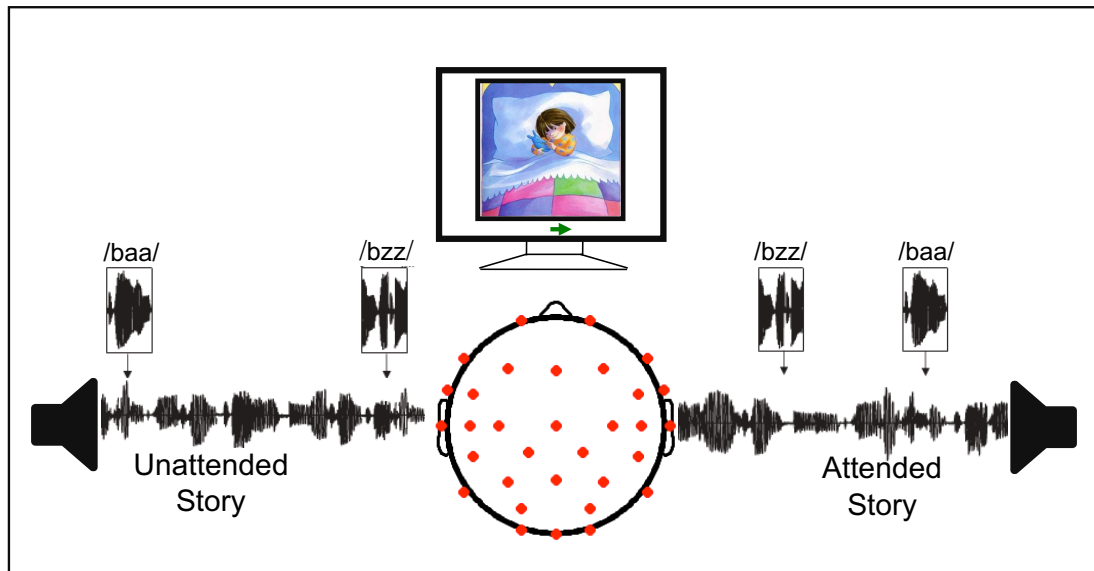 /baa/
/bzz/
/bzz/
/baa/
Unattended
Story
Attended
Story